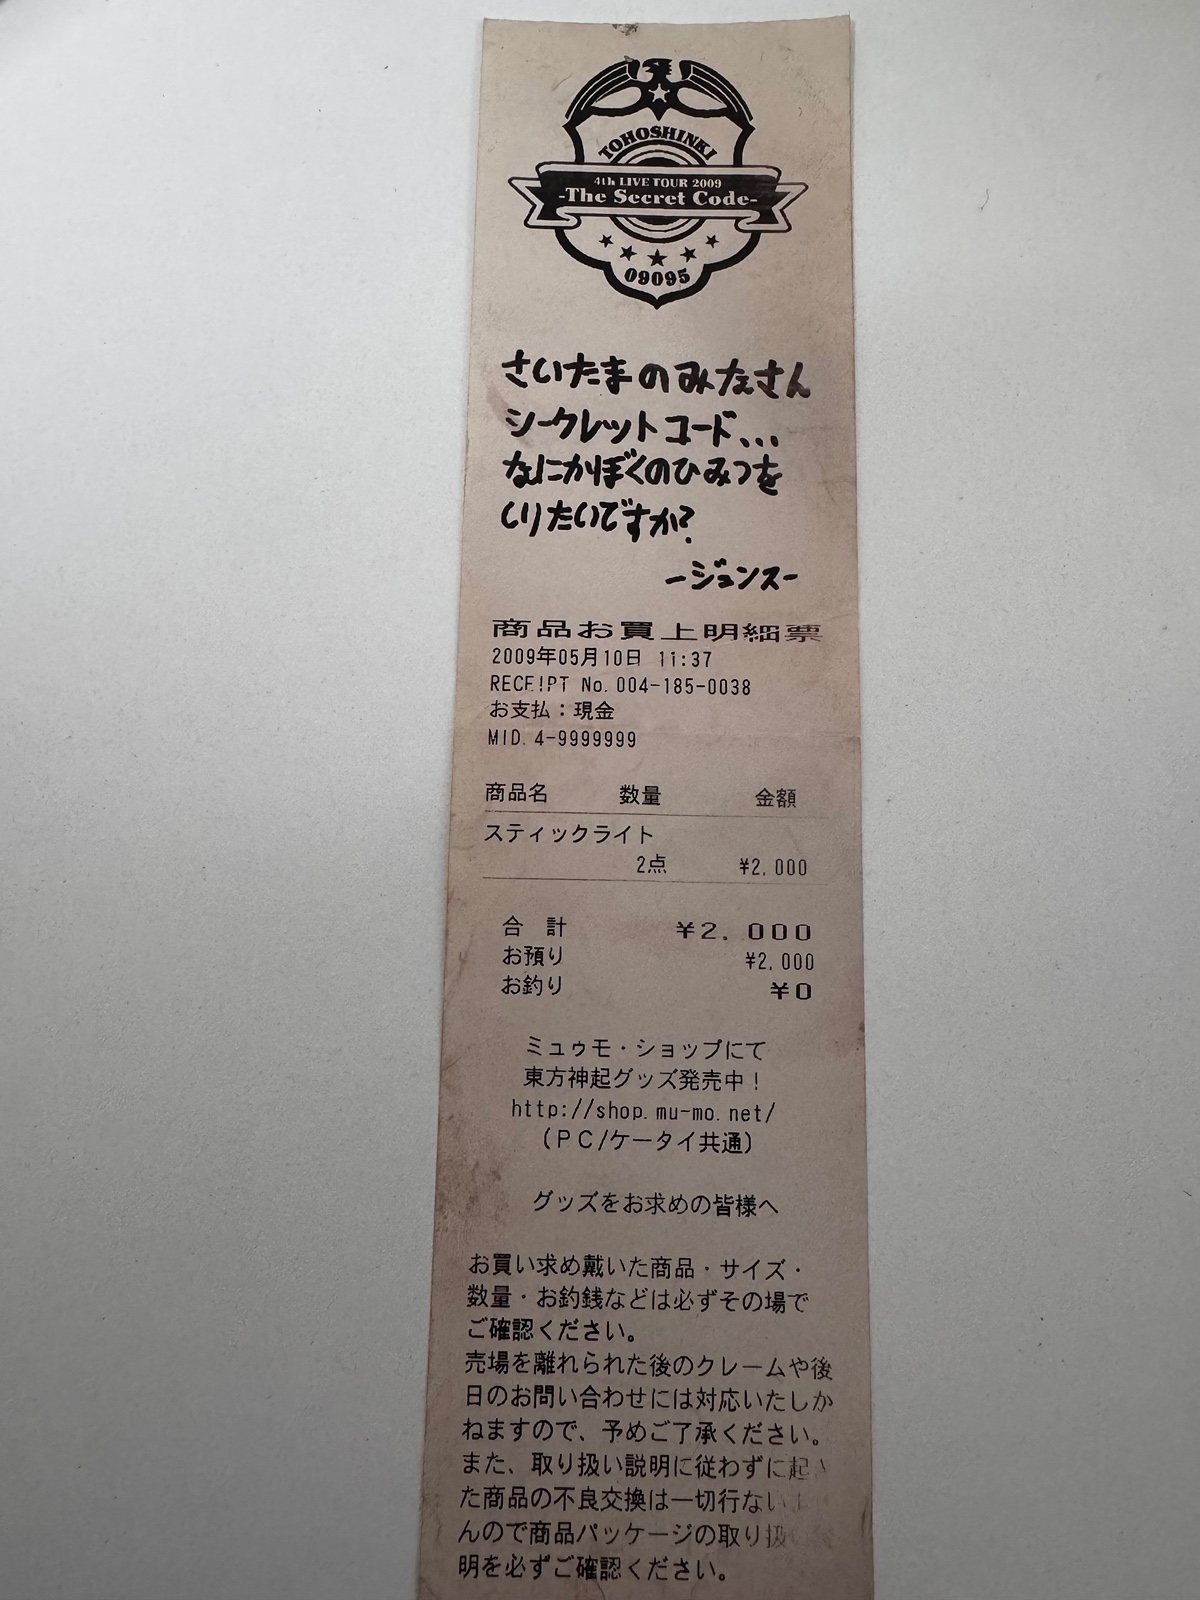 TOHOSHINKI
4th LIVE TOUR 2009
-The Secret Code-
09095
さいたまのみなさん
シークレットコード...
なにかぼくのひみつを
しりたいですか?
-ジュンス-
商品お買上明細票
2009年05月10日 11:37
RECEIPT No. 004-185-0038
お支払:現金
MID. 4-9999999
商品名 数量 金額
スティックライト
2点 ¥2,000
合 計 ¥2,000
お預り ¥2,000
お釣り ¥0
ミュゥモ・ショップにて
東方神起グッズ発売中!
http://shop.mu-mo.net/
(PC/ケータイ共通)
グッズをお求めの皆様へ
お買い求め戴いた商品・サイズ・
数量・お釣銭などは必ずその場で
ご確認ください。
売場を離れられた後のクレームや後
日のお問い合わせには対応いたしか
ねますので、予めご了承ください。
また、取り扱い説明に従わずに起き
た商品の不良交換は一切行ないませ
んので商品パッケージの取り扱
明を必ずご確認ください。